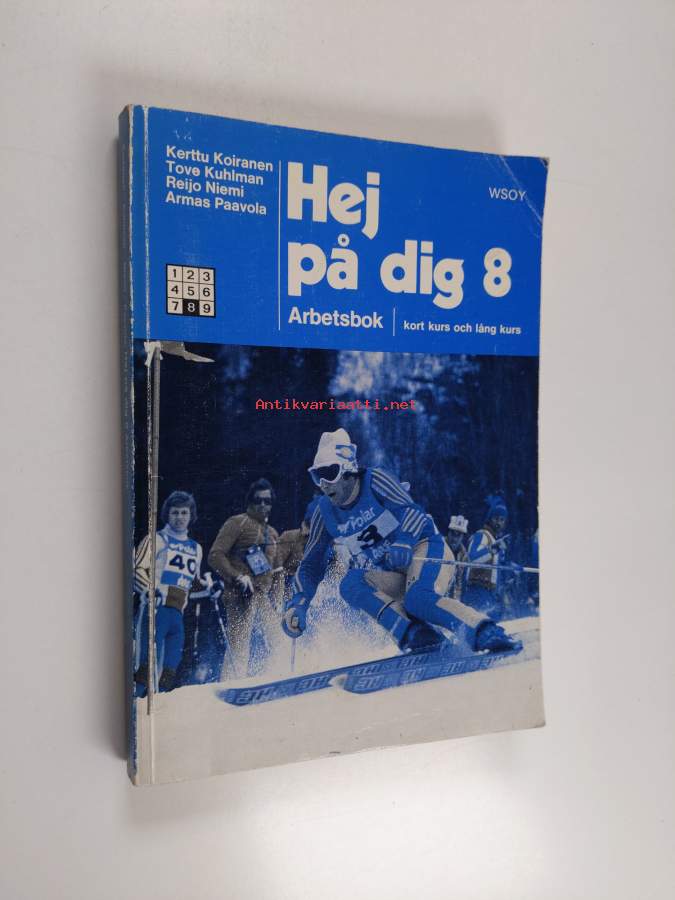 Kerttu Koiranen
Tove Kuhlman
Reijo Niemi
Armas Paavola
Hej
på dig 8
WSOY
1 2 3
4 5 6
7 8 9
Arbetsbok
kort kurs och lång kurs
Antikvariaatti.net
Polar
3
40